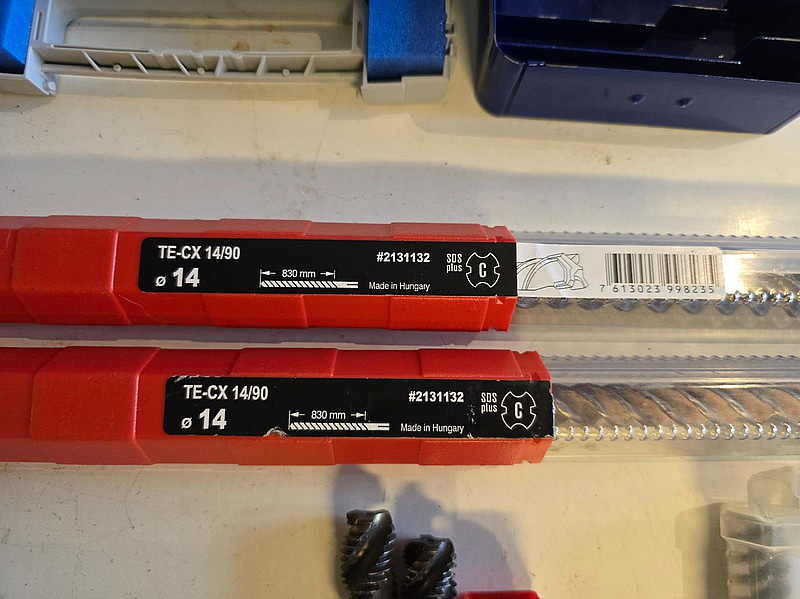 TE-CX 14/90
ø 14
830 mm
#2131132
Made in Hungary
SDS
plus
C
7 613023 998235
TE-CX 14/90
ø 14
830 mm
#2131132
Made in Hungary
SDS
plus
C